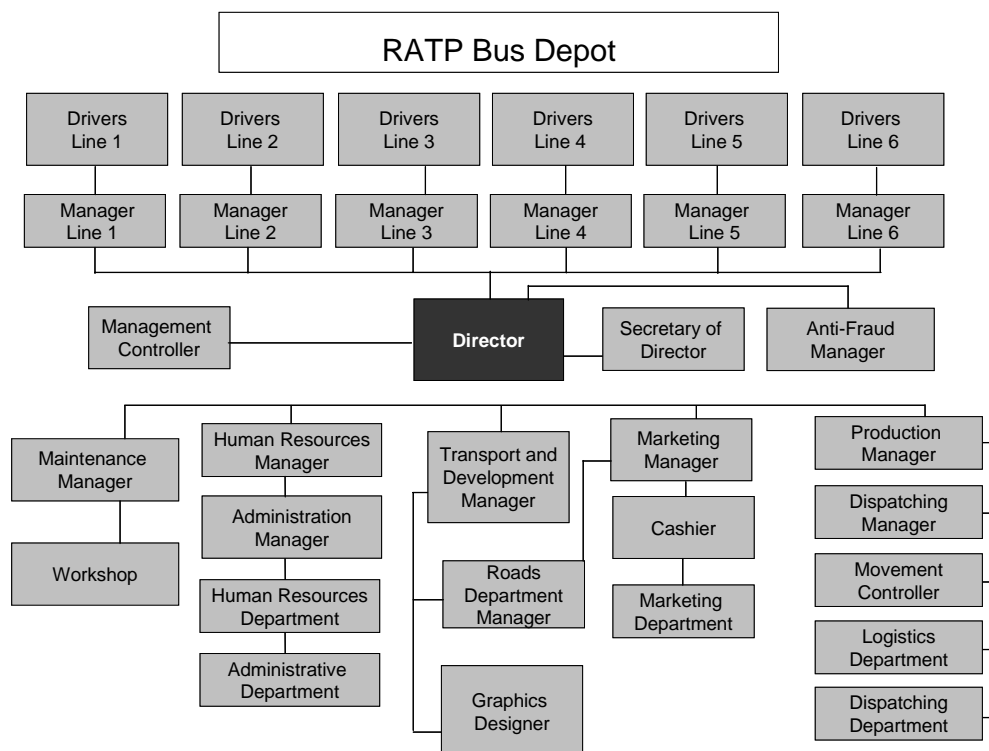 RATP Bus Depot
Drivers
Line 1
Drivers
Line 2
Drivers
Line 3
Drivers
Line 4
Drivers
Line 5
Drivers
Line 6
Manager
Line 1
Manager
Line 2
Manager
Line 3
Manager
Line 4
Manager
Line 5
Manager
Line 6
Management
Controller
Director
Secretary of
Director
Anti-Fraud
Manager
Maintenance
Manager
Workshop
Human Resources
Manager
Administration
Manager
Human Resources
Department
Administrative
Department
Transport and
Development
Manager
Roads
Department
Manager
Graphics
Designer
Marketing
Manager
Cashier
Marketing
Department
Production
Manager
Dispatching
Manager
Movement
Controller
Logistics
Department
Dispatching
Department